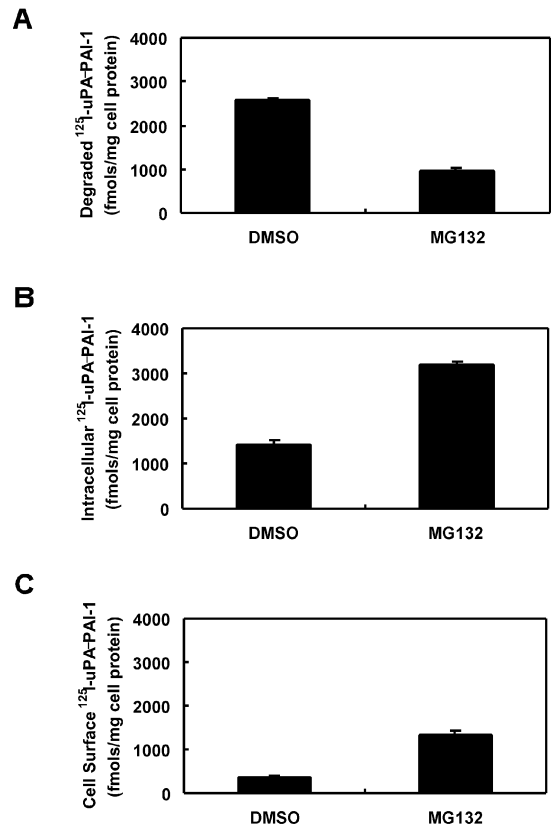 A
Degraded ¹²⁵I-uPA-PAI-1
(fmols/mg cell protein)
4000
3000
2000
1000
0
DMSO MG132
B
Intracellular ¹²⁵I-uPA-PAI-1
(fmols/mg cell protein)
4000
3000
2000
1000
0
DMSO MG132
C
Cell Surface ¹²⁵I-uPA-PAI-1
(fmols/mg cell protein)
4000
3000
2000
1000
0
DMSO MG132